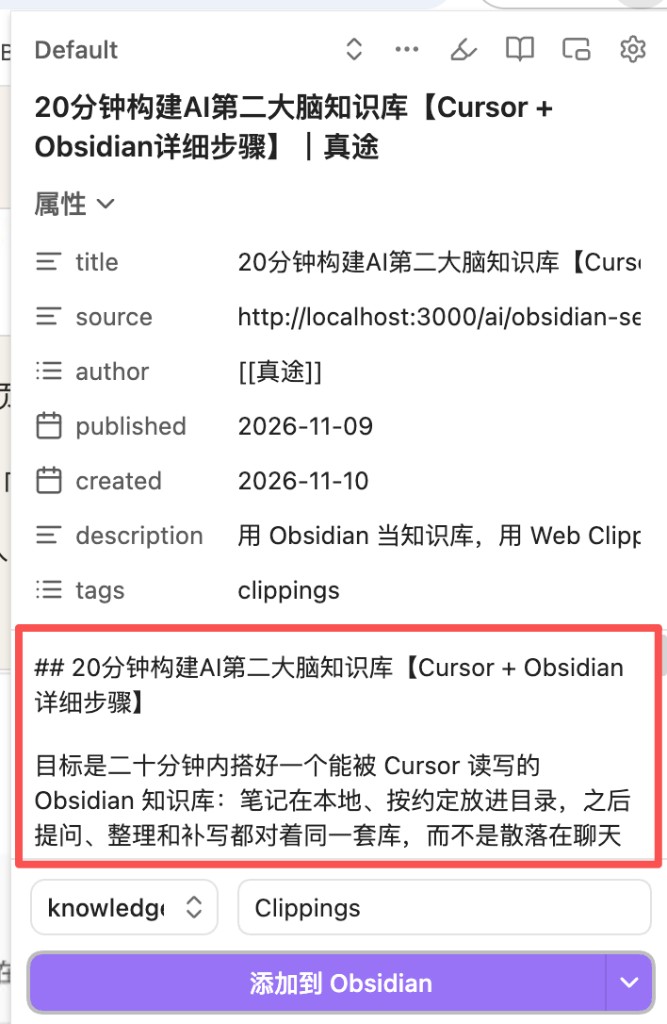 Default
20分钟构建AI第二大脑知识库【Cursor +
Obsidian详细步骤】｜真途
属性
title 20分钟构建AI第二大脑知识库【Curs
source http://localhost:3000/ai/obsidian-se
author [[真途]]
published 2026-11-09
created 2026-11-10
description 用 Obsidian 当知识库，用 Web Clipp
tags clippings
## 20分钟构建AI第二大脑知识库【Cursor + Obsidian
详细步骤】
目标是二十分钟内搭好一个能被 Cursor 读写的
Obsidian 知识库：笔记在本地、按约定放进目录，之后
提问、整理和补写都对着同一套库，而不是散落在聊天
knowledge Clippings
添加到 Obsidian